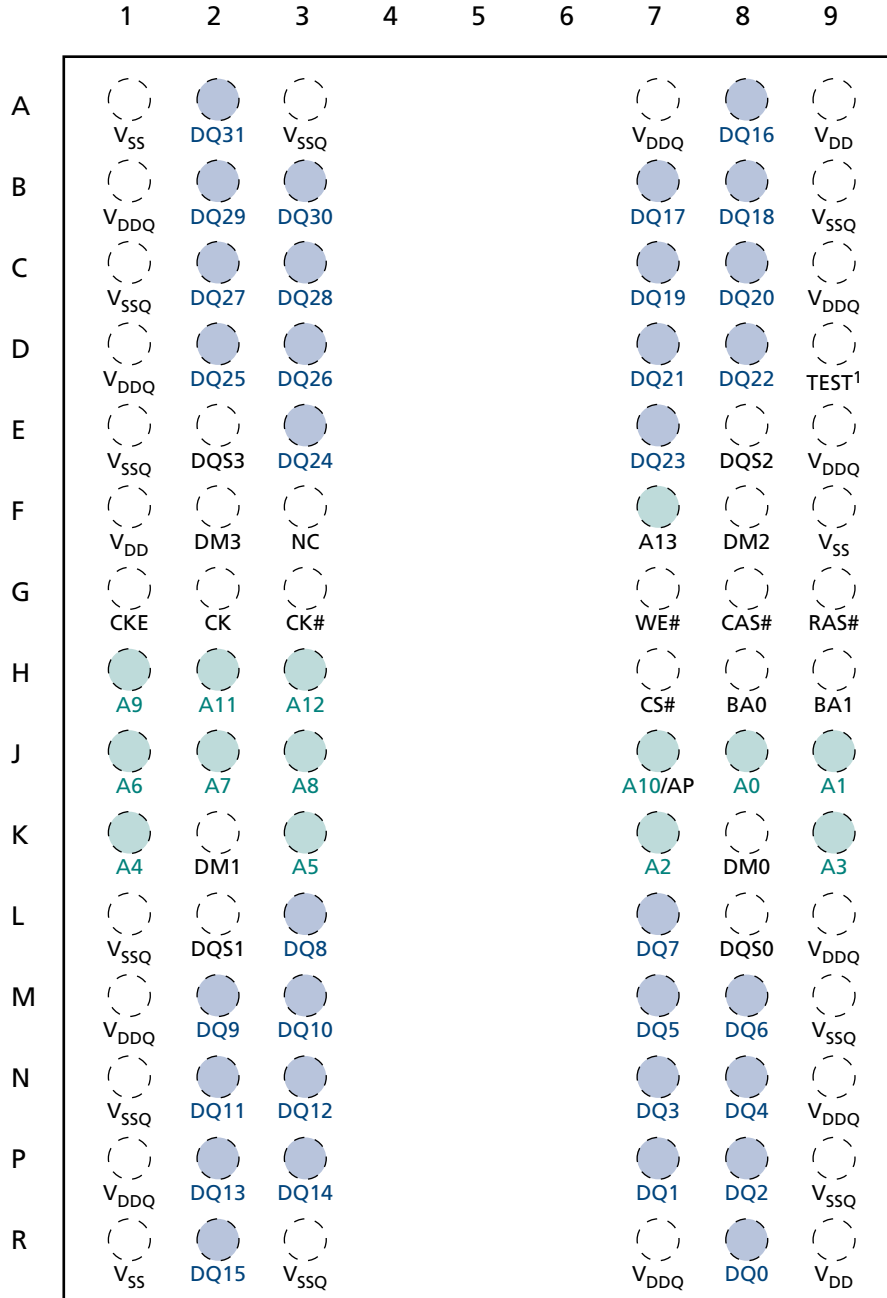 1 2 3 4 5 6 7 8 9
A
V_SS DQ31 V_SSQ V_DDQ DQ16 V_DD
B
V_DDQ DQ29 DQ30 DQ17 DQ18 V_SSQ
C
V_SSQ DQ27 DQ28 DQ19 DQ20 V_DDQ
D
V_DDQ DQ25 DQ26 DQ21 DQ22 TEST¹
E
V_SSQ DQS3 DQ24 DQ23 DQS2 V_DDQ
F
V_DD DM3 NC A13 DM2 V_SS
G
CKE CK CK# WE# CAS# RAS#
H
A9 A11 A12 CS# BA0 BA1
J
A6 A7 A8 A10/AP A0 A1
K
A4 DM1 A5 A2 DM0 A3
L
V_SSQ DQS1 DQ8 DQ7 DQS0 V_DDQ
M
V_DDQ DQ9 DQ10 DQ5 DQ6 V_SSQ
N
V_SSQ DQ11 DQ12 DQ3 DQ4 V_DDQ
P
V_DDQ DQ13 DQ14 DQ1 DQ2 V_SSQ
R
V_SS DQ15 V_SSQ V_DDQ DQ0 V_DD